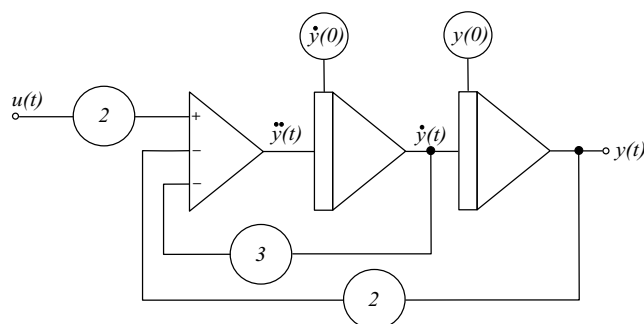 ẏ(0)
y(0)
u(t)
2
+
−
−
ÿ(t)
ẏ(t)
y(t)
3
2